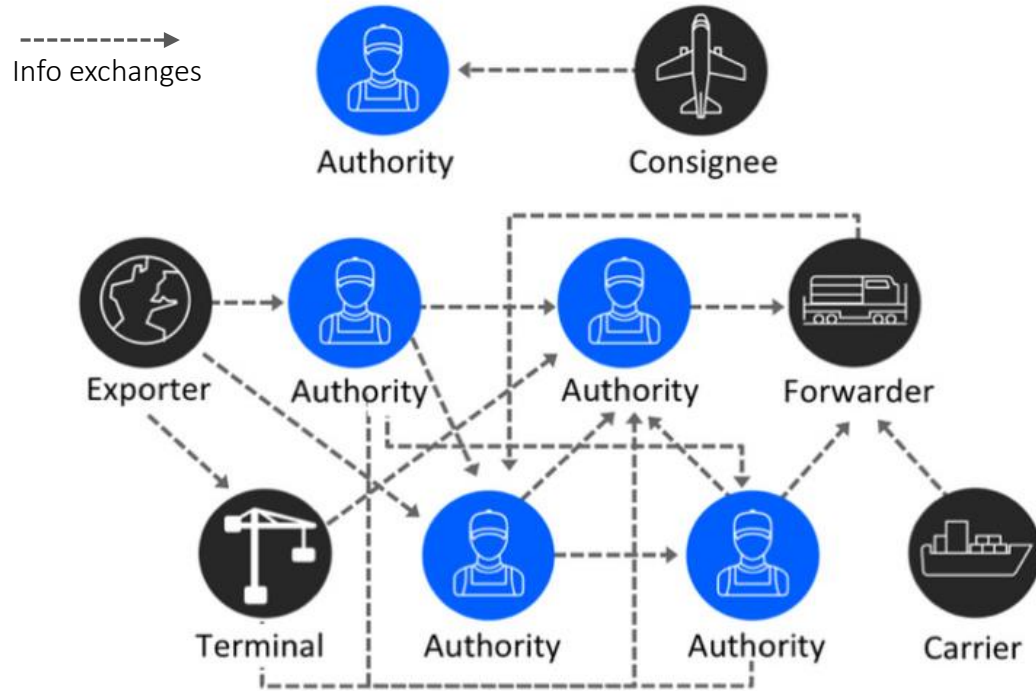 Info exchanges
Authority
Consignee
Exporter
Authority
Authority
Forwarder
Terminal
Authority
Authority
Carrier